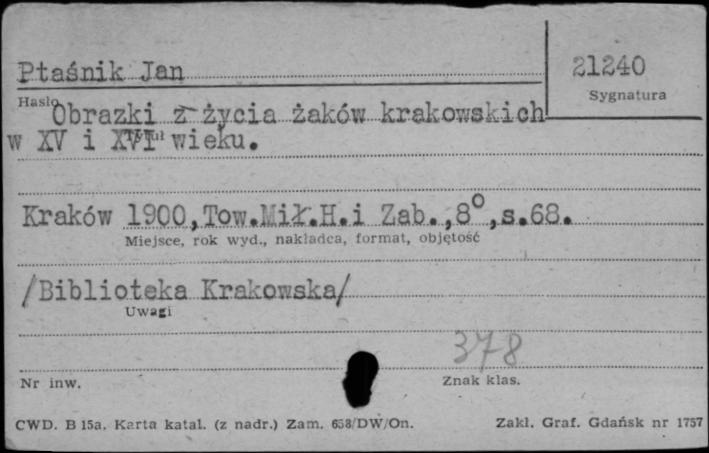 Ptaśnik Jan
21240
Hasło
Sygnatura
Obrazki z życia żaków krakowskich
w XV i XVI wieku.
Tytuł
Kraków 1900,Tow.Mił.H.i Zab.,8°,s.68.
Miejsce, rok wyd., nakładca, format, objętość
/Biblioteka Krakowska/
Uwagi
378
Nr inw.
Znak klas.
CWD. B 15a. Karta katal. (z nadr.) Zam. 658/DW/On.
Zakł. Graf. Gdańsk nr 1757